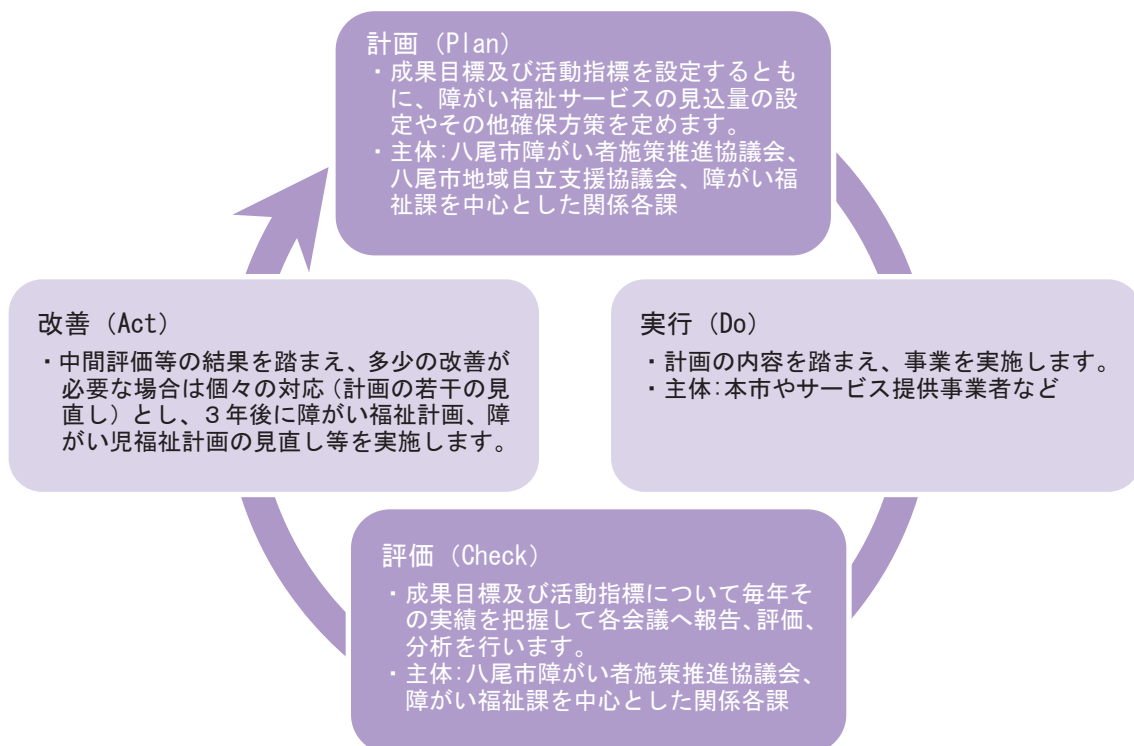 計画（Plan）
・成果目標及び活動指標を設定するととも
に、障がい福祉サービスの見込量の設
定やその他確保方策を定めます。
・主体：八尾市障がい者施策推進協議会、
八尾市地域自立支援協議会、障がい福
祉課を中心とした関係各課
改善（Act）
・中間評価等の結果を踏まえ、多少の改善が
必要な場合は個々の対応（計画の若干の見
直し）とし、３年後に障がい福祉計画、障
がい児福祉計画の見直し等を実施します。
実行（Do）
・計画の内容を踏まえ、事業を実施します。
・主体：本市やサービス提供事業者など
評価（Check）
・成果目標及び活動指標について毎年そ
の実績を把握して各会議へ報告、評価、
分析を行います。
・主体：八尾市障がい者施策推進協議会、
障がい福祉課を中心とした関係各課